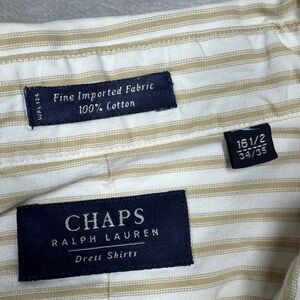 Fine Imported Fabric
100% Cotton
16 1/2
34/35
CHAPS
RALPH LAUREN
Dress Shirts